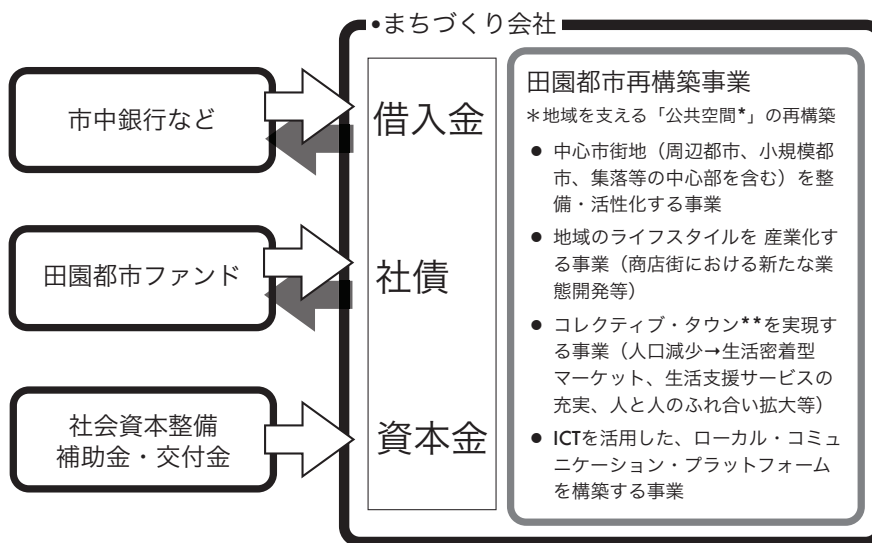 •まちづくり会社
市中銀行など
田園都市ファンド
社会資本整備
補助金・交付金
借入金
社債
資本金
田園都市再構築事業
＊地域を支える「公共空間*」の再構築
● 中心市街地（周辺都市、小規模都
市、集落等の中心部を含む）を整
備・活性化する事業
● 地域のライフスタイルを 産業化す
る事業（商店街における新たな業
態開発等）
● コレクティブ・タウン**を実現す
る事業（人口減少→生活密着型
マーケット、生活支援サービスの
充実、人と人のふれ合い拡大等）
● ICTを活用した、ローカル・コミュ
ニケーション・プラットフォーム
を構築する事業